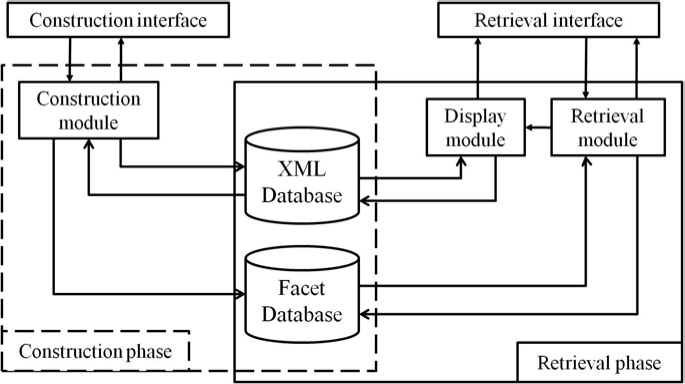 Construction interface
Retrieval interface
Construction
module
Display
module
Retrieval
module
XML
Database
Facet
Database
Construction phase
Retrieval phase